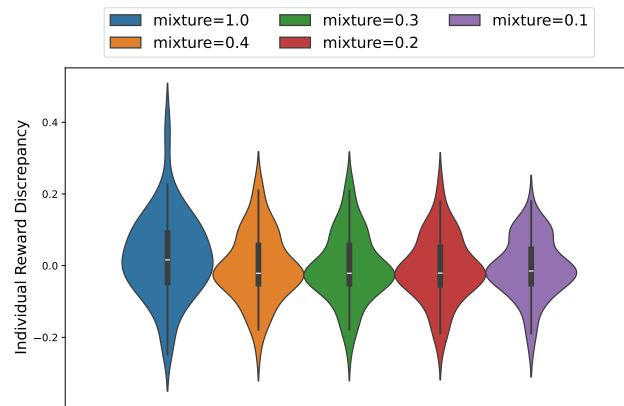 mixture=1.0 mixture=0.3 mixture=0.1
mixture=0.4 mixture=0.2
Individual Reward Discrepancy
0.4
0.2
0.0
−0.2